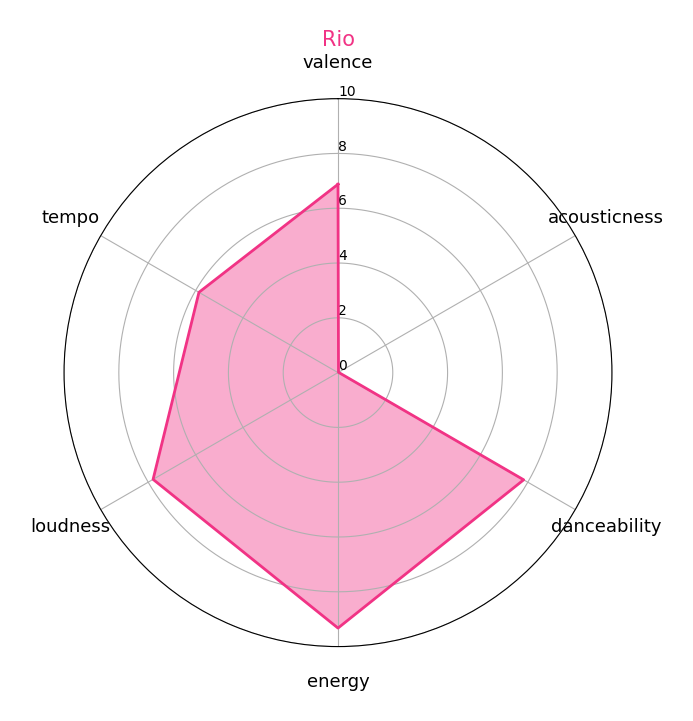 Rio
valence
10
8
tempo
6
acousticness
4
2
0
loudness
danceability
energy